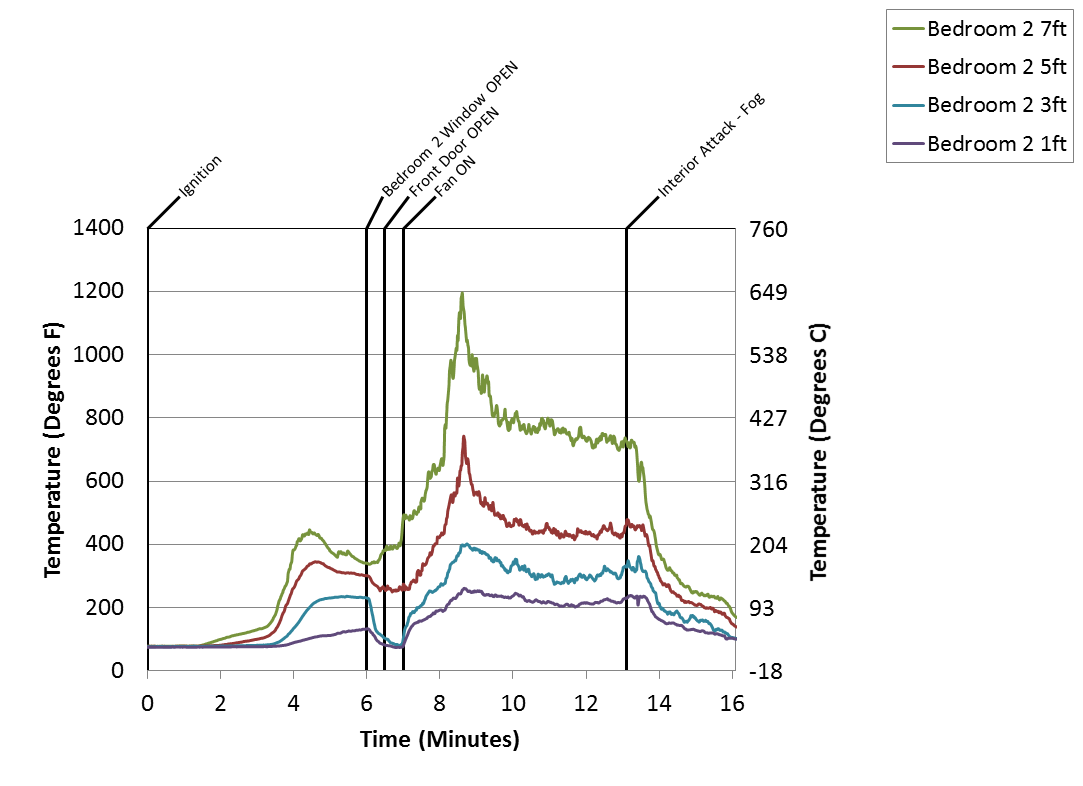 Bedroom 2 7ft
Bedroom 2 5ft
Bedroom 2 3ft
Bedroom 2 1ft
Ignition
Bedroom 2 Window OPEN
Front Door OPEN
Fan ON
Interior Attack - Fog
1400
1200
1000
800
600
400
200
0
Temperature (Degrees F)
760
649
538
427
316
204
93
-18
Temperature (Degrees C)
0 2 4 6 8 10 12 14 16
Time (Minutes)